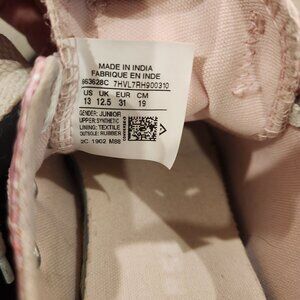 MADE IN INDIA
FABRIQUE EN INDE
663628C 7HVL7RH900310
US UK EUR CM
13 12.5 31 19
GENDER: JUNIOR
UPPER: SYNTHETIC
LINING: TEXTILE
OUTSOLE: RUBBER
2C 1902 M88